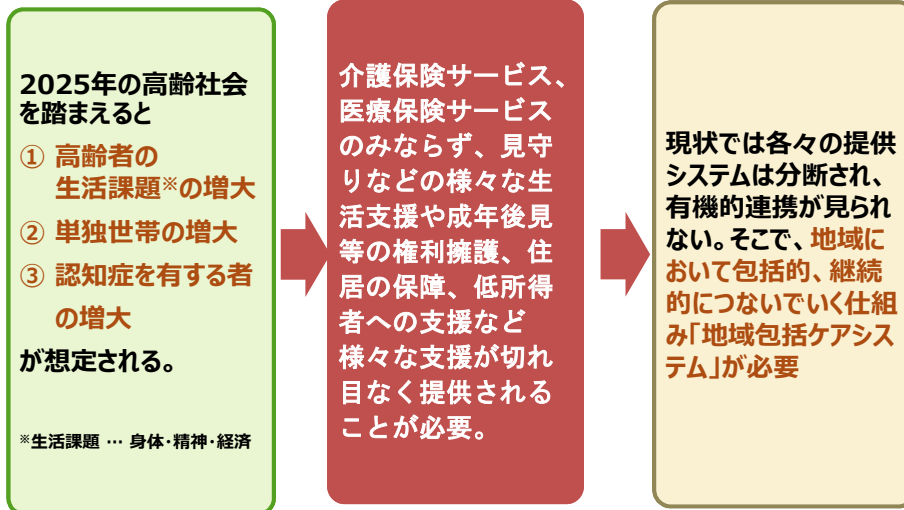 2025年の高齢社会
を踏まえると
① 高齢者の
生活課題※の増大
② 単独世帯の増大
③ 認知症を有する者
の増大
が想定される。
※生活課題 … 身体・精神・経済
介護保険サービス、
医療保険サービス
のみならず、見守
りなどの様々な生
活支援や成年後見
等の権利擁護、住
居の保障、低所得
者への支援など
様々な支援が切れ
目なく提供される
ことが必要。
現状では各々の提供
システムは分断され、
有機的連携が見られ
ない。そこで、地域に
おいて包括的、継続
的につないでいく仕組
み「地域包括ケアシス
テム」が必要